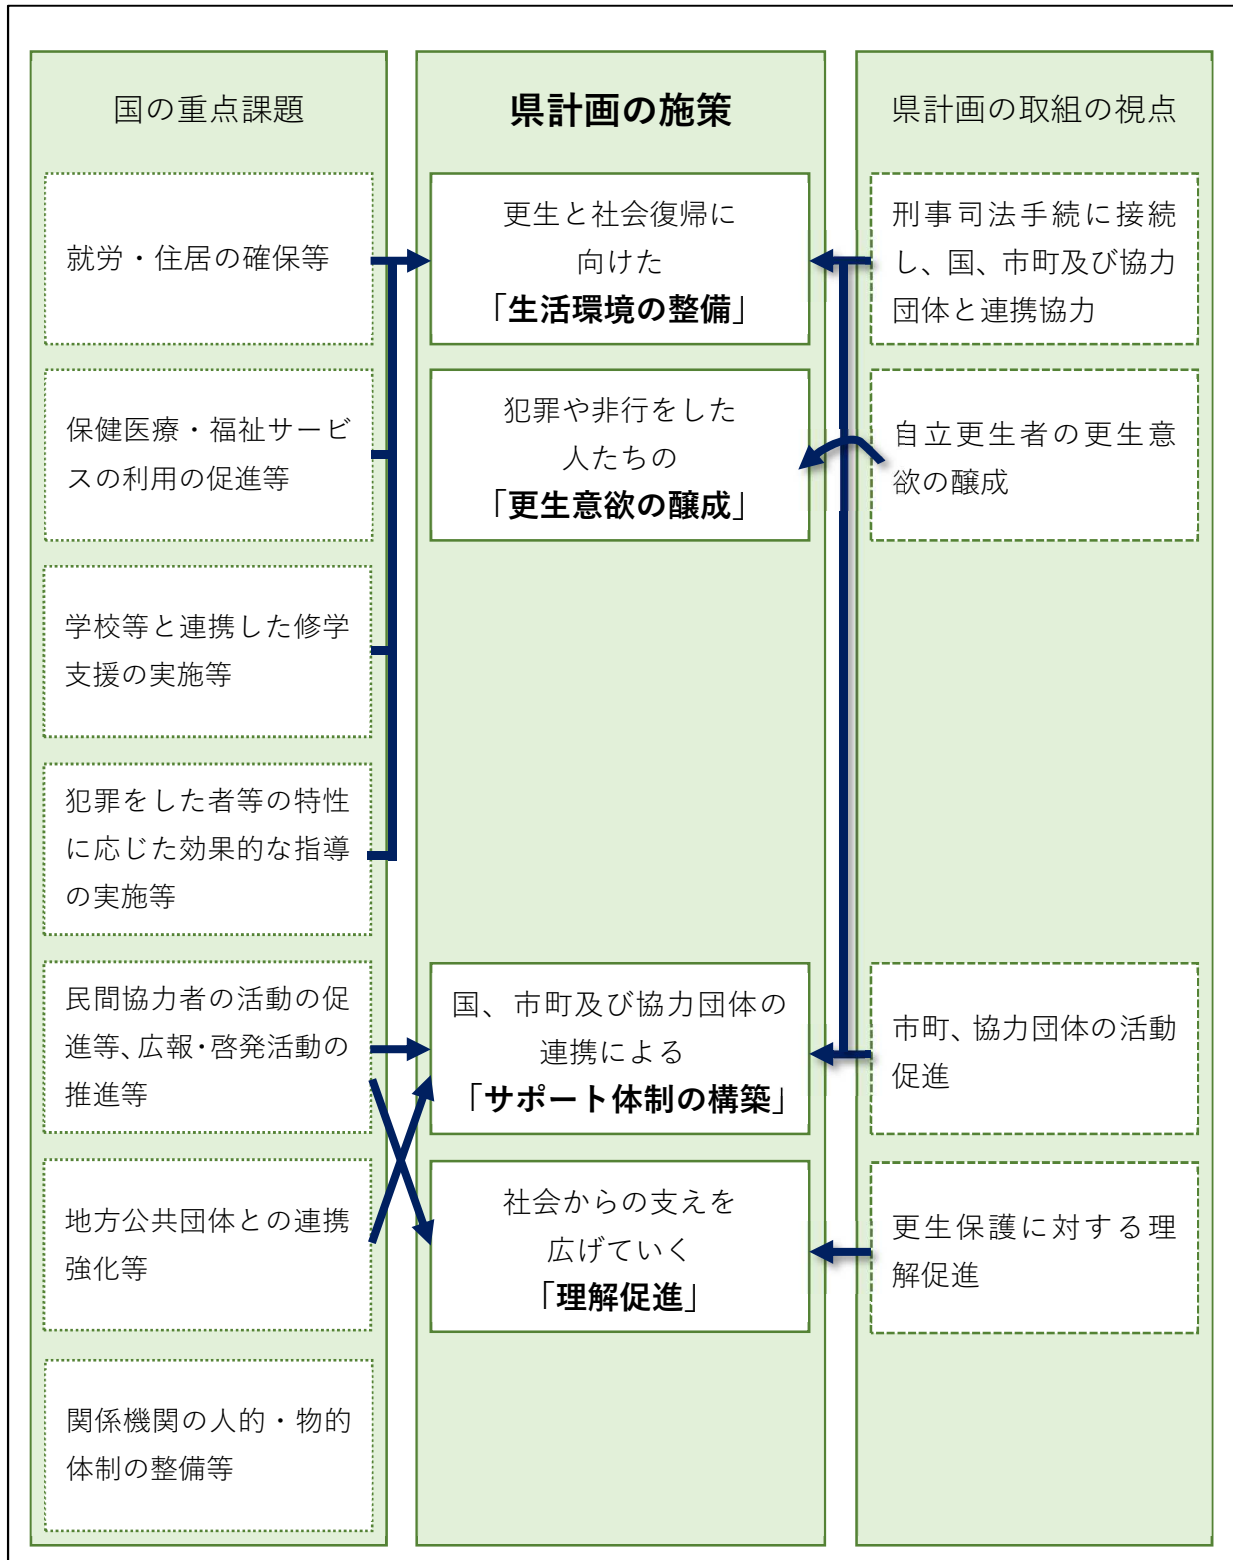 国の重点課題
就労・住居の確保等
保健医療・福祉サービ
スの利用の促進等
学校等と連携した修学
支援の実施等
犯罪をした者等の特性
に応じた効果的な指導
の実施等
民間協力者の活動の促
進等、広報・啓発活動の
推進等
地方公共団体との連携
強化等
関係機関の人的・物的
体制の整備等
県計画の施策
更生と社会復帰に
向けた
「生活環境の整備」
犯罪や非行をした
人たちの
「更生意欲の醸成」
国、市町及び協力団体の
連携による
「サポート体制の構築」
社会からの支えを
広げていく
「理解促進」
県計画の取組の視点
刑事司法手続に接続
し、国、市町及び協力
団体と連携協力
自立更生者の更生意
欲の醸成
市町、協力団体の活動
促進
更生保護に対する理
解促進